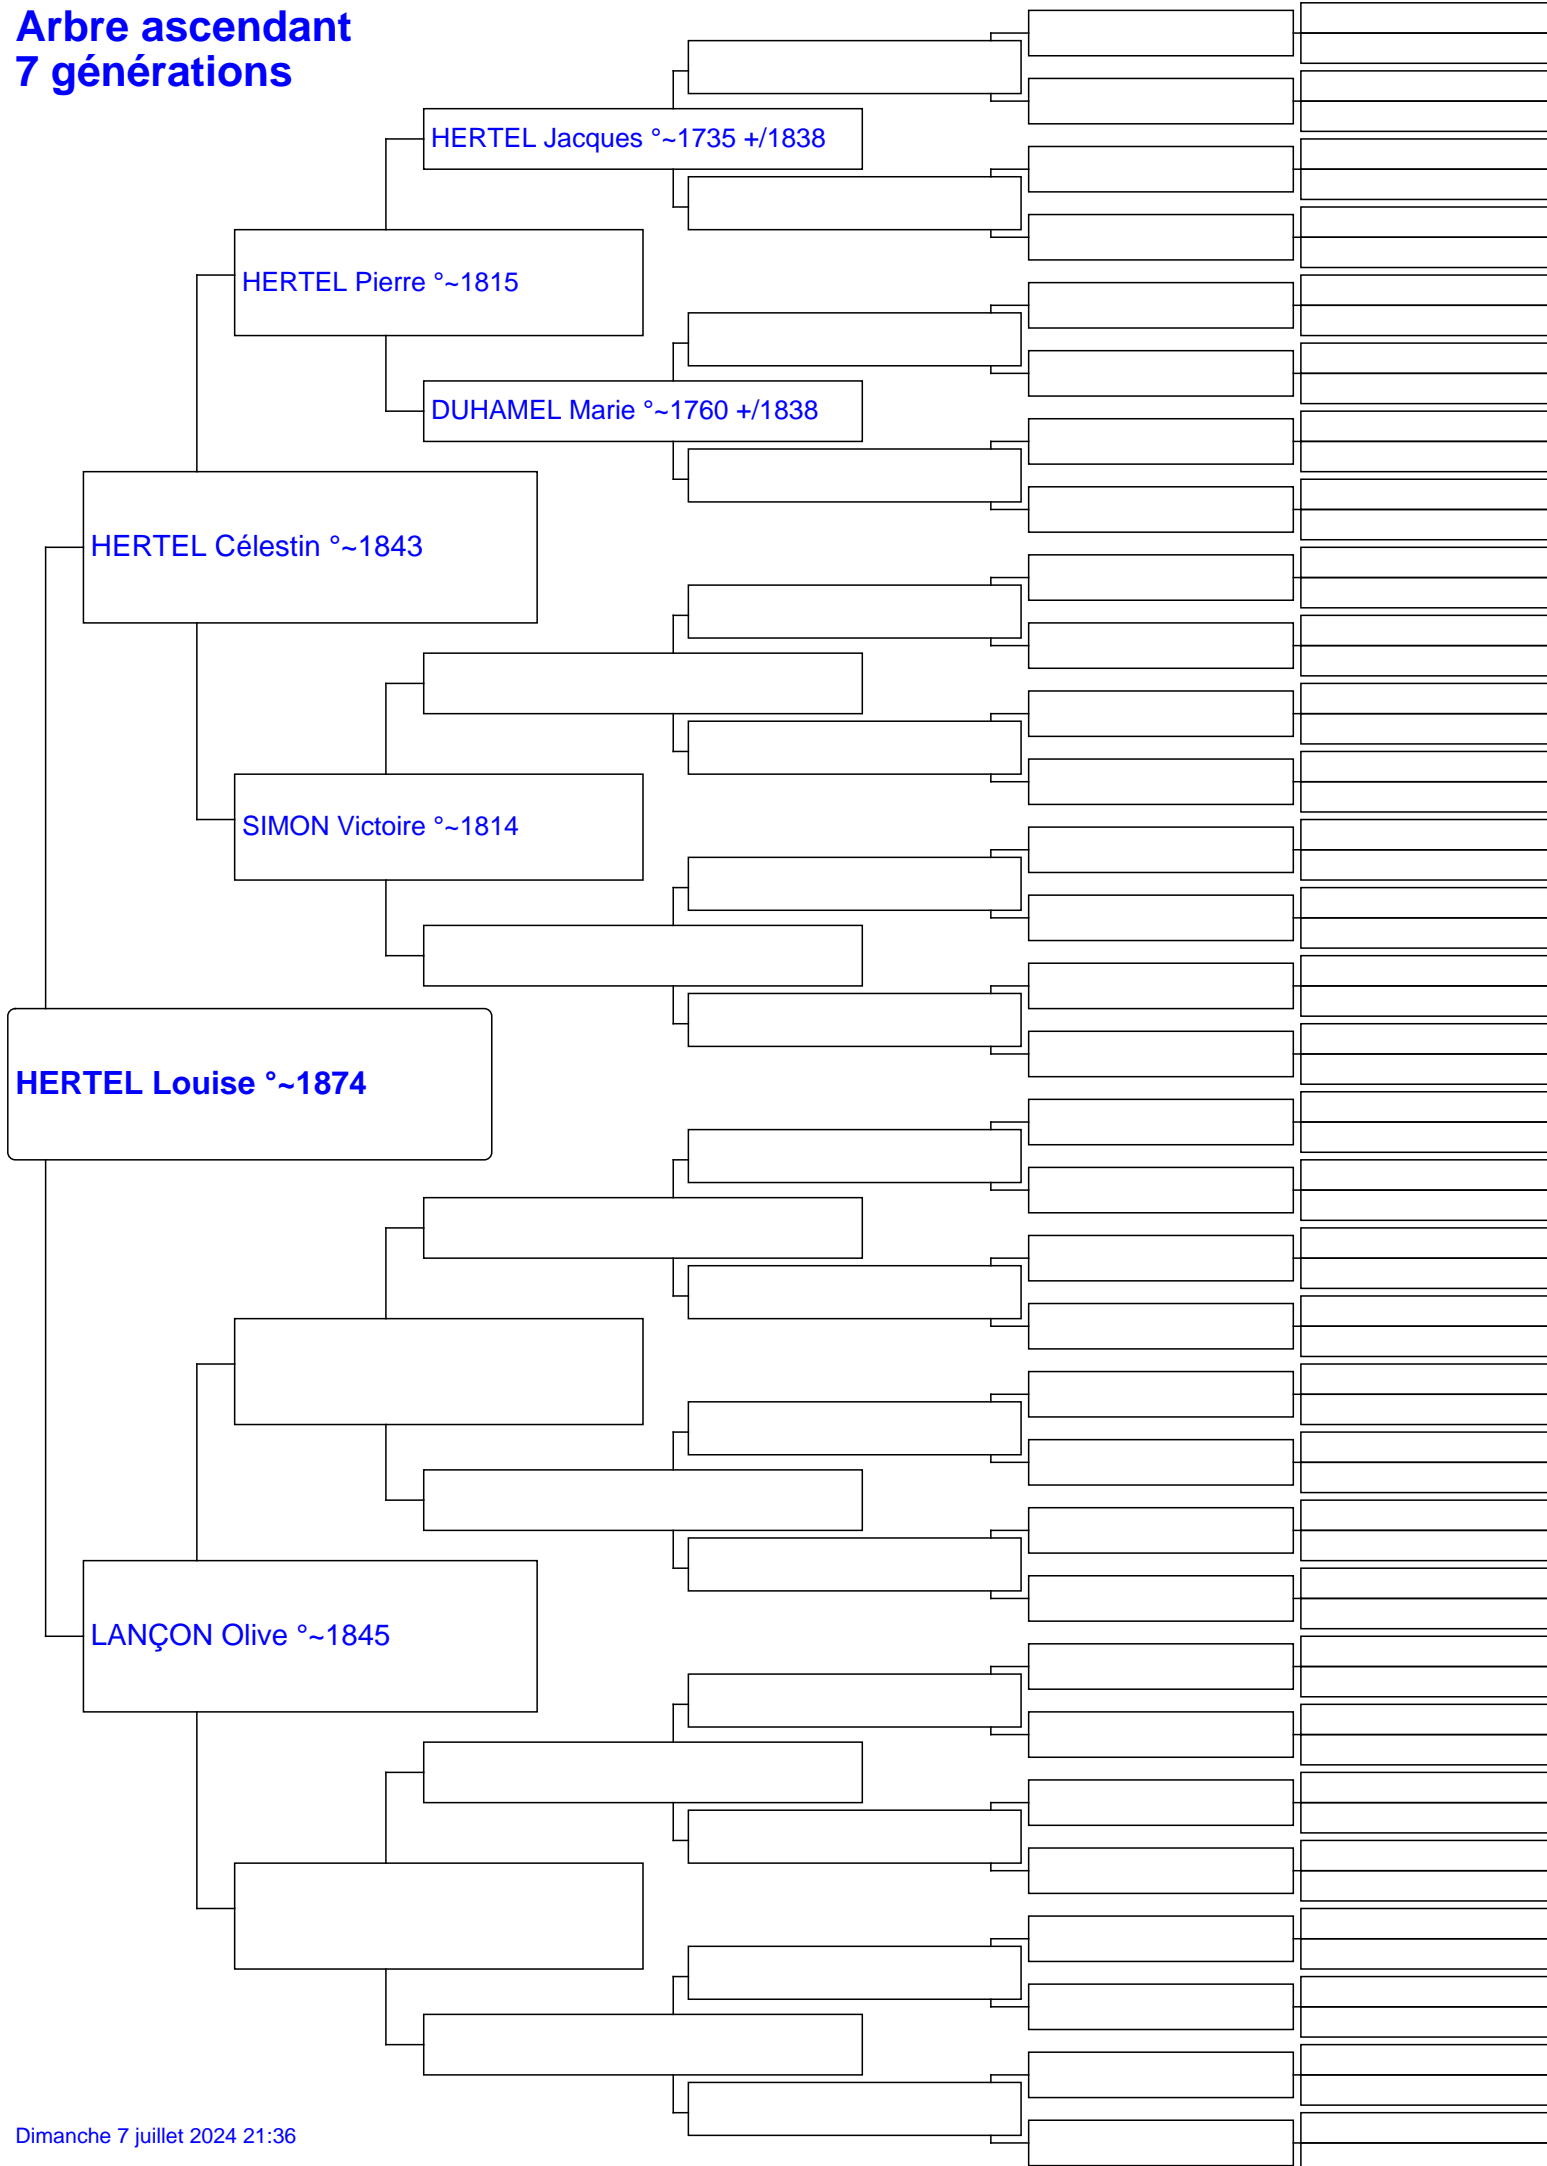 Arbre ascendant
7 générations
HERTEL Jacques °~1735 +/1838
HERTEL Pierre °~1815
DUHAMEL Marie °~1760 +/1838
HERTEL Célestin °~1843
SIMON Victoire °~1814
HERTEL Louise °~1874
LANÇON Olive °~1845
Dimanche 7 juillet 2024 21:36